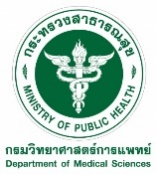 กระทรวงสาธารณสุข
MINISTRY OF PUBLIC HEALTH
กรมวิทยาศาสตร์การแพทย์
Department of Medical Sciences